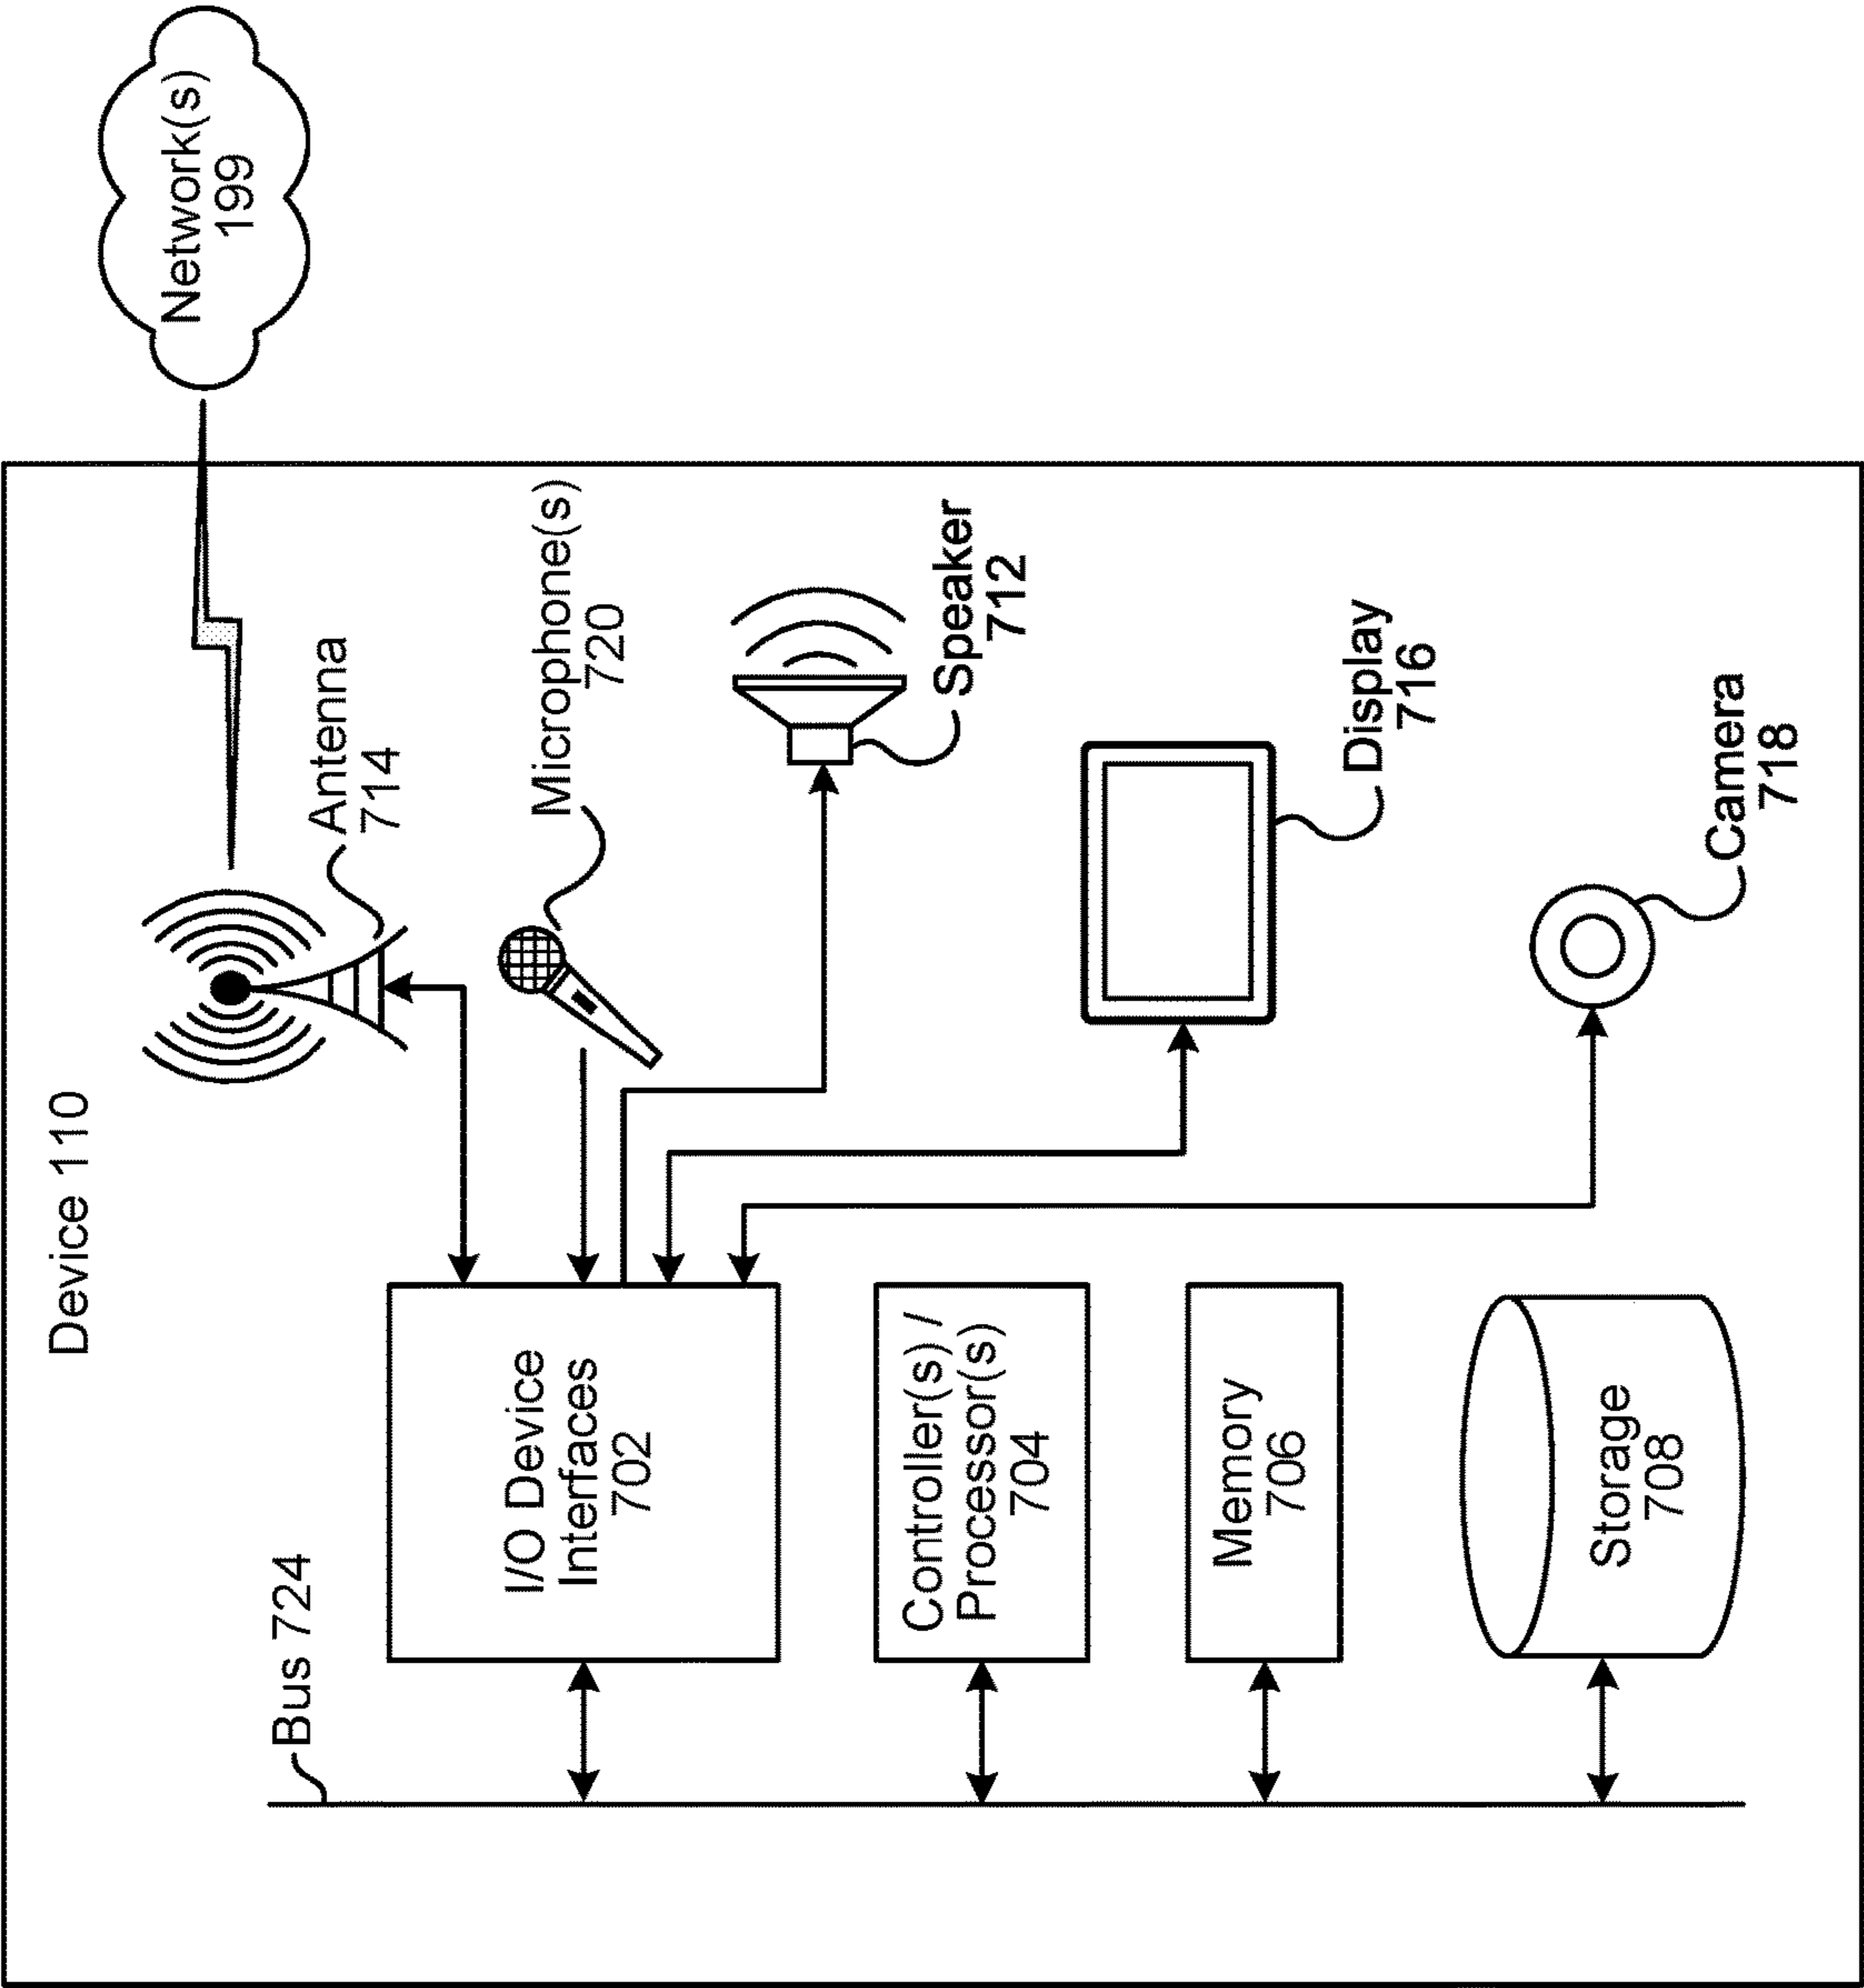 Device 110
Network(s)
199
Antenna
714
Bus 724
I/O Device
Interfaces
702
Microphone(s)
720
Speaker
712
Controller(s) /
Processor(s)
704
Display
716
Memory
706
Storage
708
Camera
718